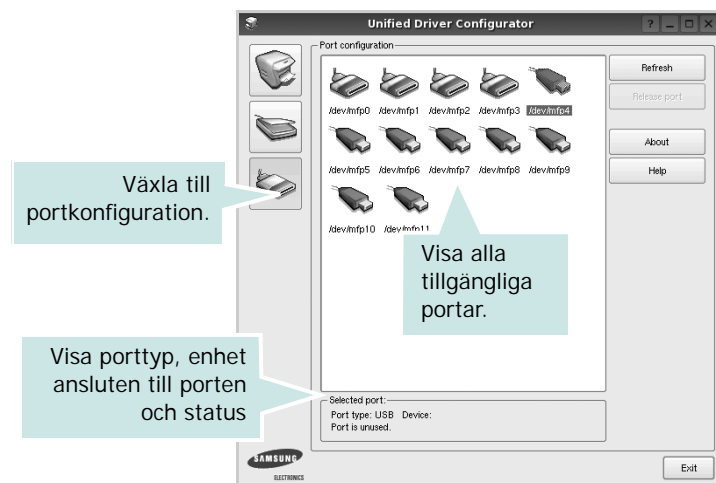 Unified Driver Configurator
Port configuration
/dev/mfp0 /dev/mfp1 /dev/mfp2 /dev/mfp3 /dev/mfp4
/dev/mfp5 /dev/mfp6 /dev/mfp7 /dev/mfp8 /dev/mfp9
/dev/mfp10 /dev/mfp11
Refresh
Release port
About
Help
Växla till
portkonfiguration.
Visa alla
tillgängliga
portar.
Visa porttyp, enhet
ansluten till porten
och status
Selected port:
Port type: USB Device:
Port is unused.
SAMSUNG
ELECTRONICS
Exit